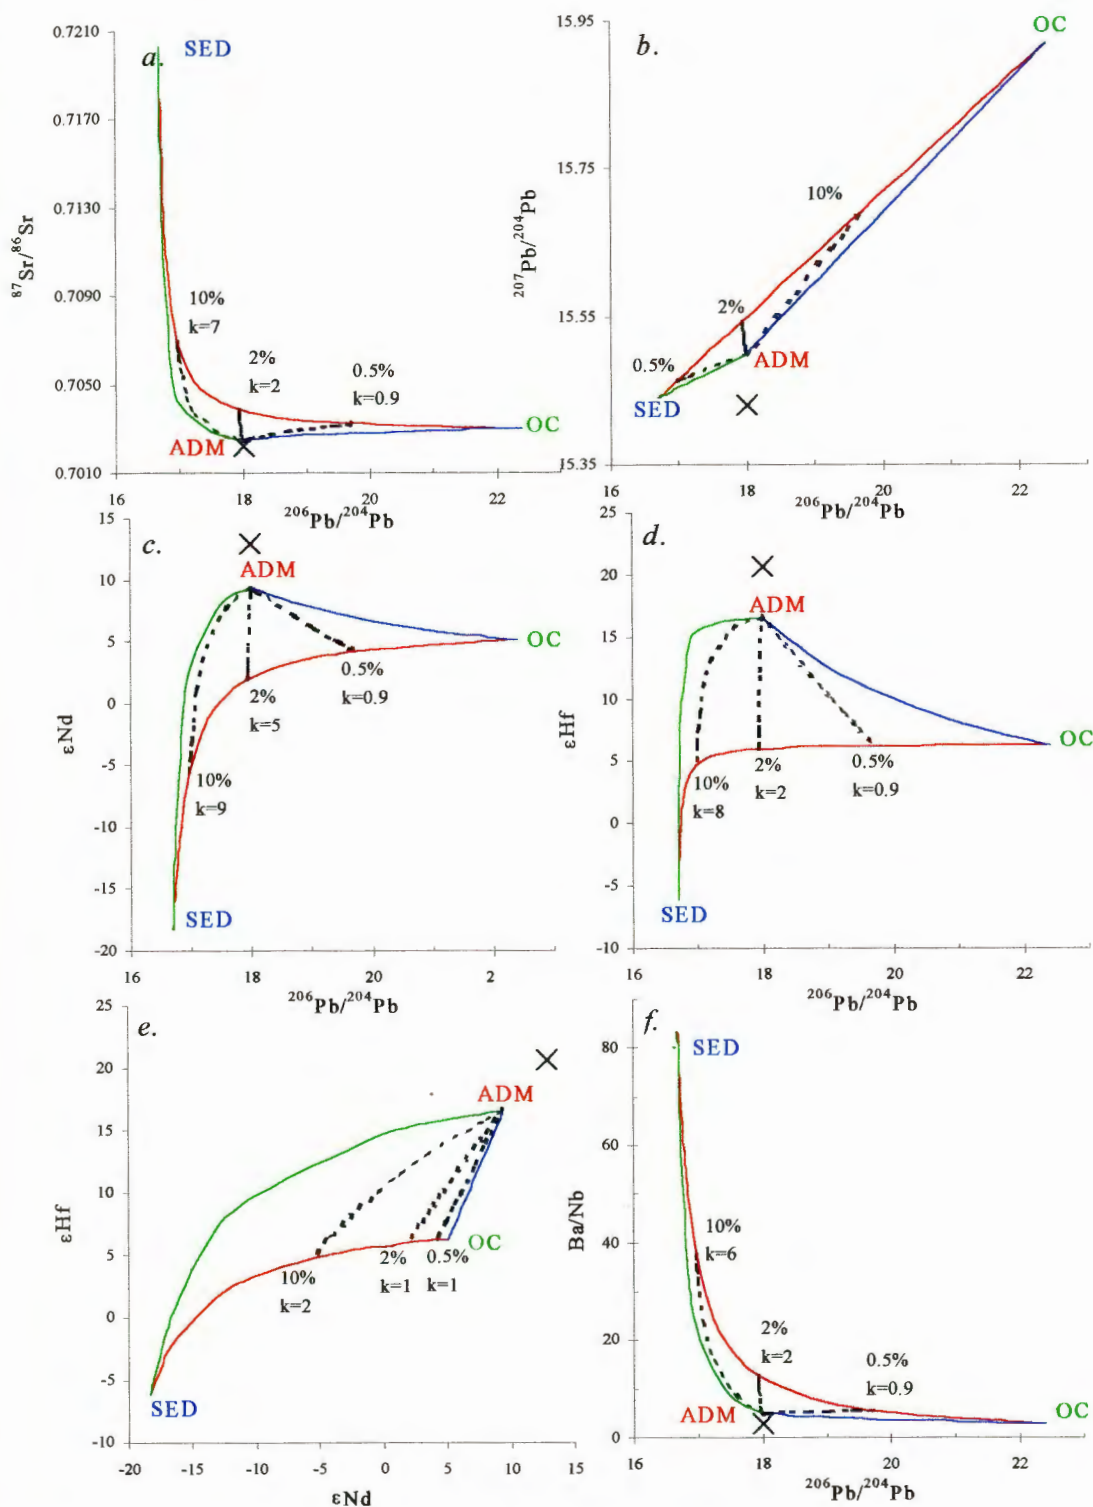 a.
SED
0.7210
0.7170
0.7130
0.7090
0.7050
0.7010
87Sr/86Sr
10%
k=7
2%
k=2
0.5%
k=0.9
ADM
OC
16
18
20
22
206Pb/204Pb
b.
OC
15.95
15.75
15.55
15.35
207Pb/204Pb
10%
2%
0.5%
ADM
SED
16
18
20
22
206Pb/204Pb
c.
15
10
5
0
-5
-10
-15
-20
εNd
ADM
OC
0.5%
k=0.9
2%
k=5
10%
k=9
SED
16
18
20
2
206Pb/204Pb
d.
25
20
15
10
5
0
-5
-10
εHf
ADM
OC
10%
k=8
2%
k=2
0.5%
k=0.9
SED
16
18
20
22
206Pb/204Pb
e.
25
20
15
10
5
0
-5
-10
εHf
ADM
OC
10%
k=2
2%
k=1
0.5%
k=1
SED
-20
-15
-10
-5
0
5
10
15
εNd
f.
SED
80
60
40
20
0
Ba/Nb
10%
k=6
2%
k=2
0.5%
k=0.9
ADM
OC
16
18
20
22
206Pb/204Pb